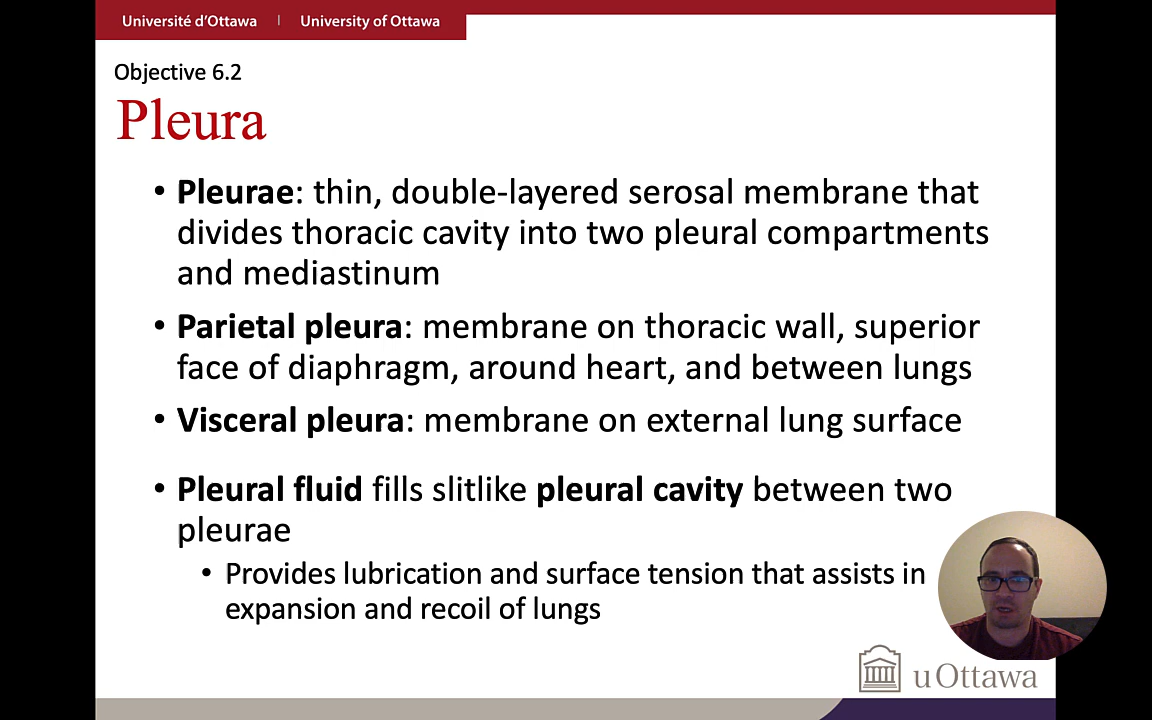 Université d'Ottawa | University of Ottawa
Objective 6.2
Pleura
• Pleurae: thin, double-layered serosal membrane that
divides thoracic cavity into two pleural compartments
and mediastinum
• Parietal pleura: membrane on thoracic wall, superior
face of diaphragm, around heart, and between lungs
• Visceral pleura: membrane on external lung surface
• Pleural fluid fills slitlike pleural cavity between two
pleurae
• Provides lubrication and surface tension that assists in
expansion and recoil of lungs
uOttawa